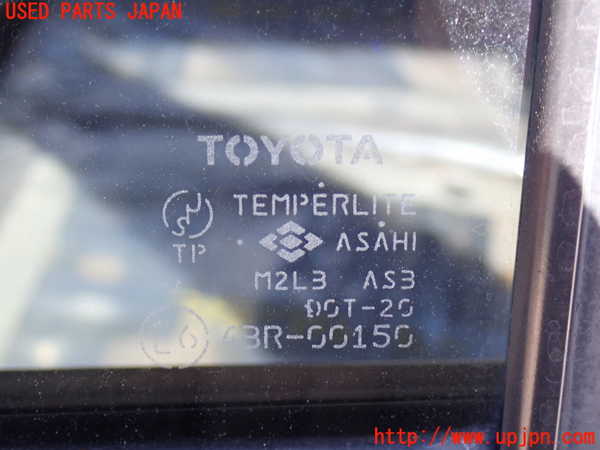 USED PARTS JAPAN
TOYOTA
TEMPERLITE
TP ASAHI
M2L3 AS3
DOT-20
43R-00150
http://www.upjpn.com/